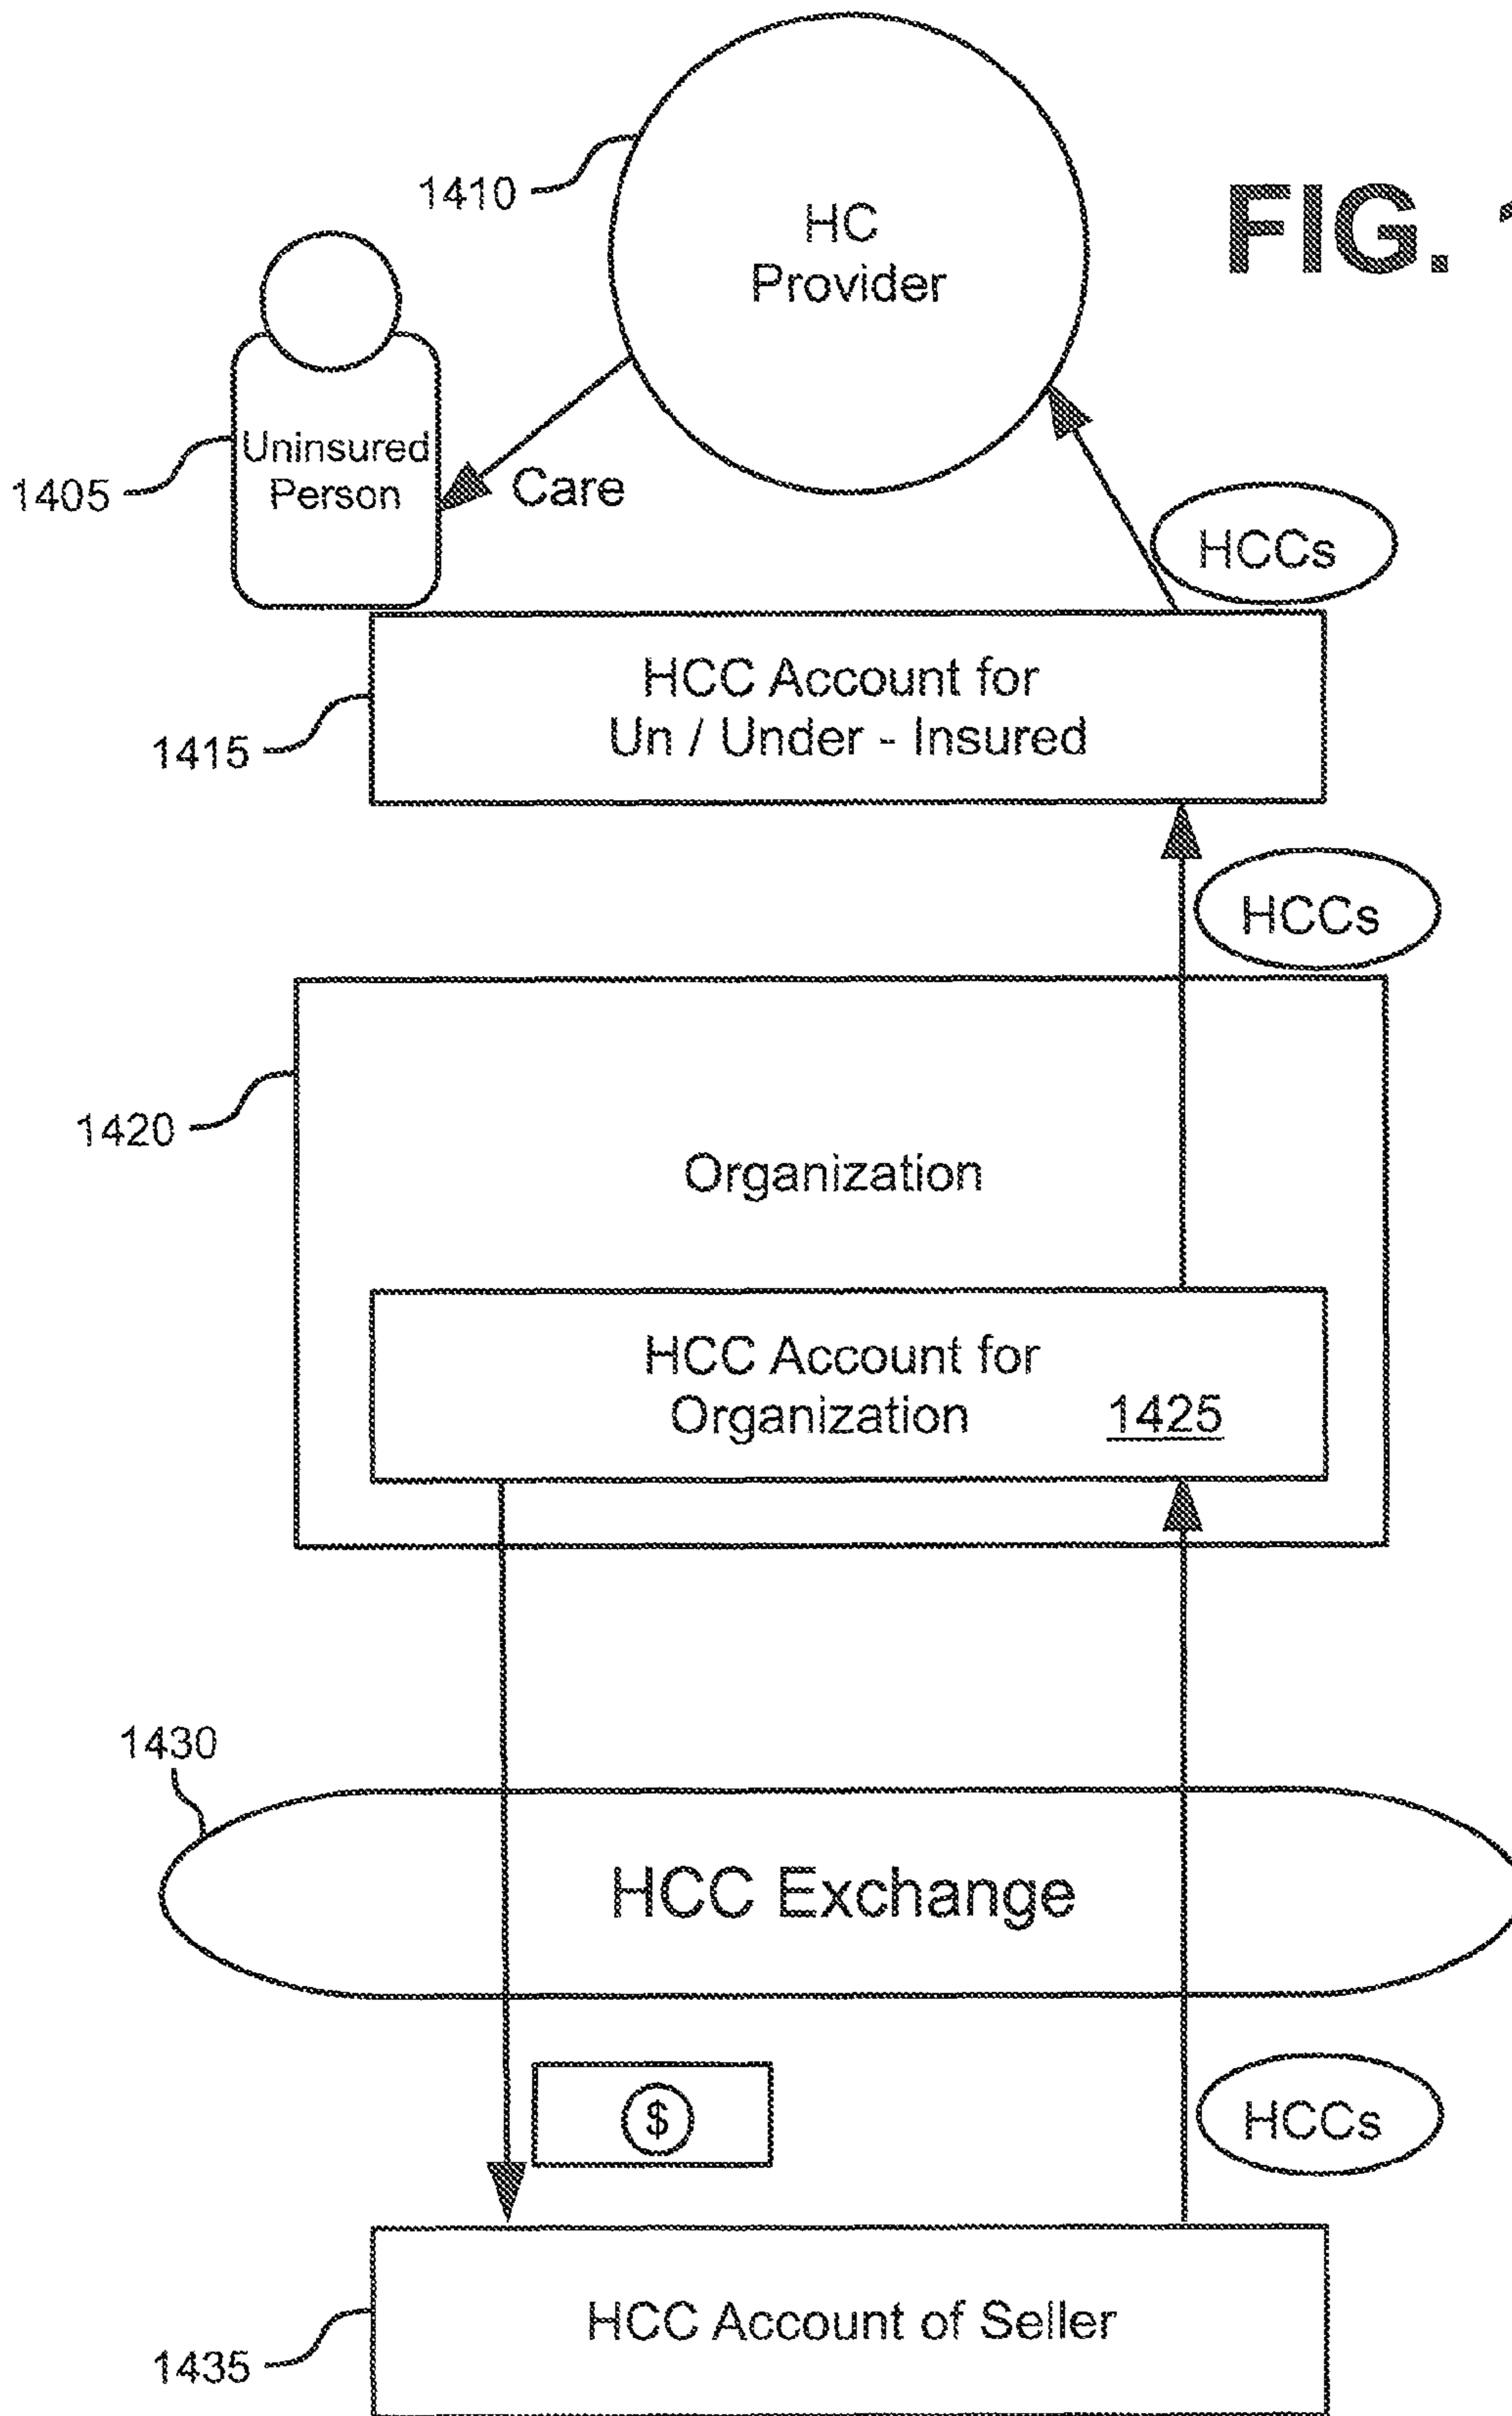 1410
HC
Provider
FIG.
Uninsured
Person
1405
Care
HCCs
HCC Account for
Un / Under - Insured
1415
HCCs
1420
Organization
HCC Account for
Organization 1425
1430
HCC Exchange
$
HCCs
HCC Account of Seller
1435